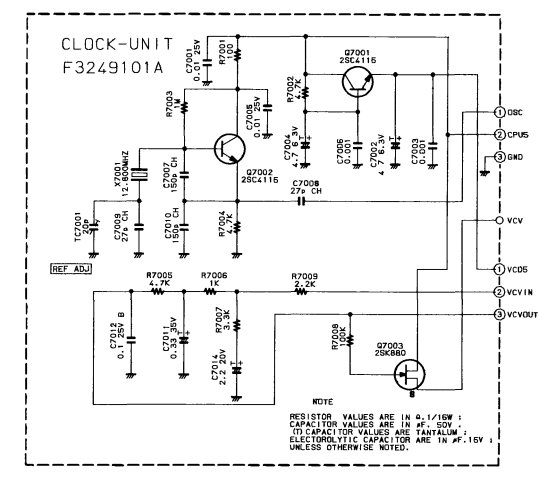 CLOCK-UNIT
F3249101A
C7001
0.01 25V
R7001
100
Q7001
2SC4116
R7002
4.7K
R7003
1M
C7005
0.01 25V
1 OSC
2 CPU5
3 GND
C7004
4.7 6.3V
T
C7006
0.001
C7002
4 7 6.3V
T
C7003
0.001
X7001
12.800MHZ
C7007
150p CH
Q7002
2SC4116
C7008
27p CH
TC7001
20p
C7009
27p CH
C7010
150p CH
R7004
4.7K
VCV
REF ADJ
R7005
4.7K
R7006
1K
R7009
2.2K
1 VCO5
2 VCVIN
3 VCVOUT
C7012
0.1 25V B
C7011
0.33 35V
T
R7007
3.3K
C7014
2.2 20V
T
R7008
100K
Q7003
2SK880
S
NOTE
RESISTOR VALUES ARE IN Ω.1/16W ;
CAPACITOR VALUES ARE IN μF. 50V .
(T) CAPACITOR VALUES ARE TANTALUM ;
ELECTOROLYTIC CAPACITOR ARE IN μF.16V ;
UNLESS OTHERWISE NOTED.